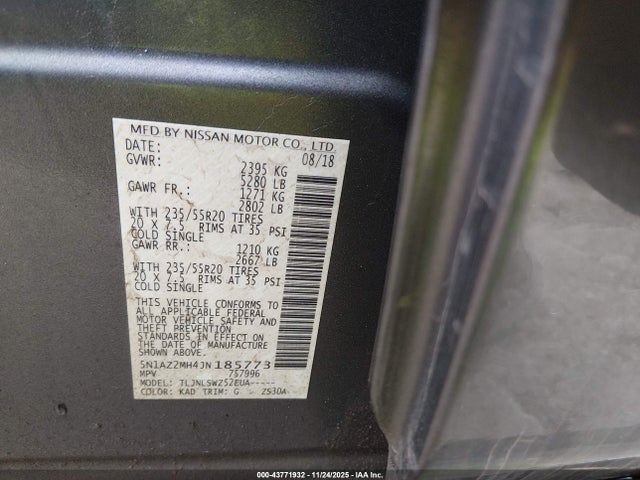 MFD BY NISSAN MOTOR CO., LTD
DATE: 08/18
GVWR: 2395 KG
5280 LB
GAWR FR.: 1271 KG
2802 LB
WITH 235/55R20 TIRES
20 X 7.5 RIMS AT 35 PSI
COLD SINGLE
GAWR RR.: 1210 KG
2667 LB
WITH 235/55R20 TIRES
20 X 7.5 RIMS AT 35 PSI
COLD SINGLE
THIS VEHICLE CONFORMS TO
ALL APPLICABLE FEDERAL
MOTOR VEHICLE SAFETY AND
THEFT PREVENTION
STANDARDS IN EFFECT ON
THE DATE OF MANUFACTURE
SHOWN ABOVE.
5N1AZ2MH4JN185773
MPV 757996
MODEL: TLJNLSWZ52EUA-----
COLOR: KAD TRIM: G ZS30A
000-43771932 - 11/24/2025 - IAA Inc.